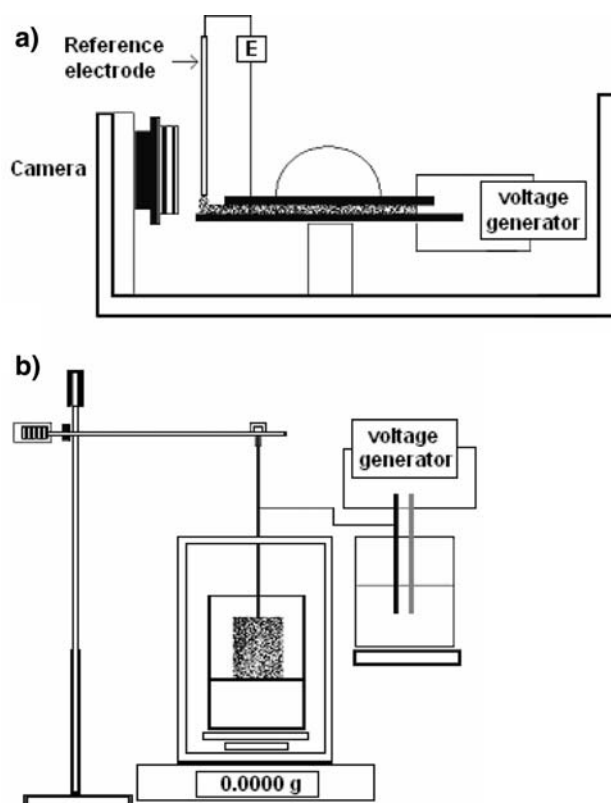 a)
Reference
electrode
E
Camera
voltage
generator
b)
voltage
generator
0.0000 g